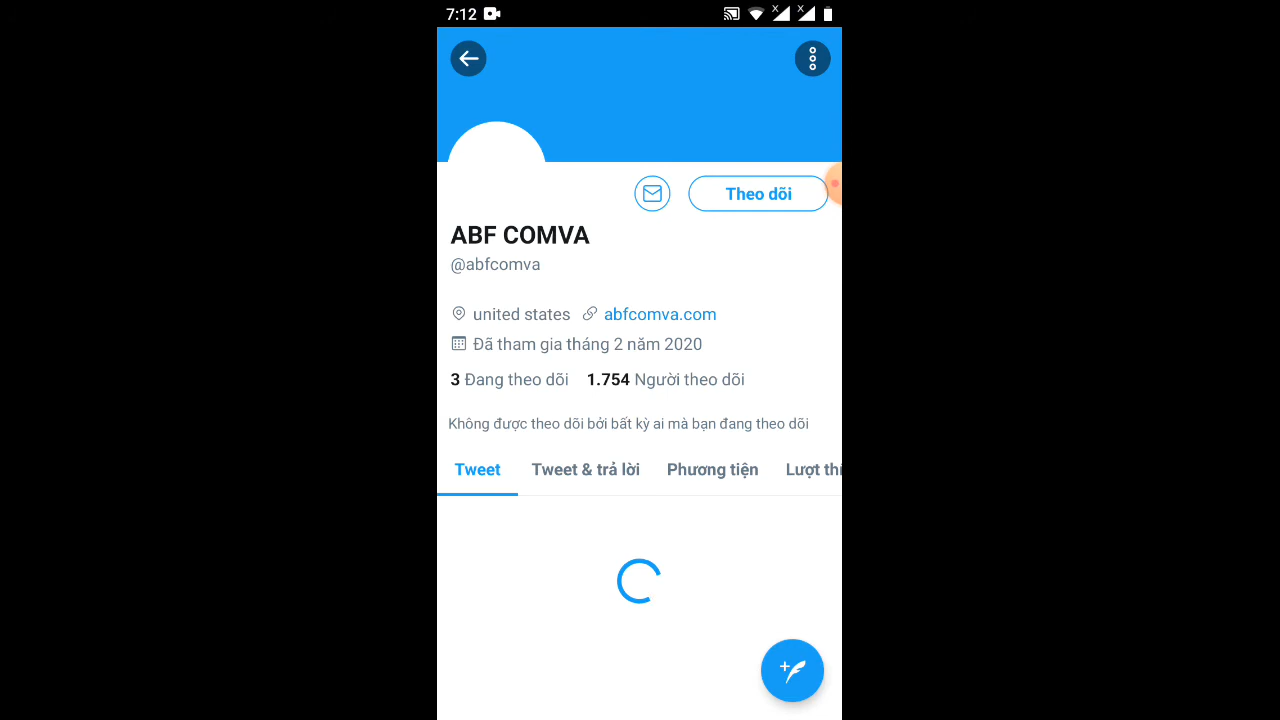 7:12
Theo dõi
ABF COMVA
@abfcomva
united states abfcomva.com
Đã tham gia tháng 2 năm 2020
3 Đang theo dõi 1.754 Người theo dõi
Không được theo dõi bởi bất kỳ ai mà bạn đang theo dõi
Tweet Tweet & trả lời Phương tiện Lượt thí